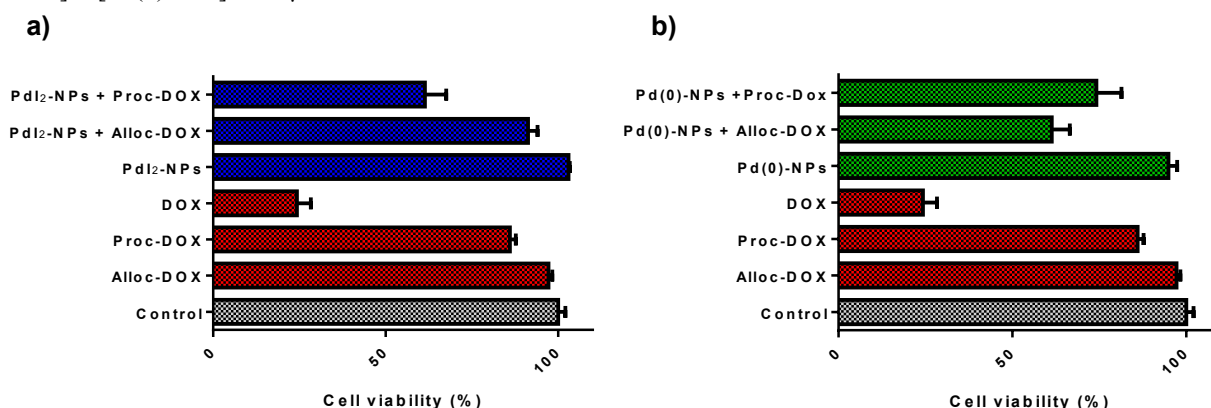 a)
PdI₂-NPs + Proc-DOX
PdI₂-NPs + Alloc-DOX
PdI₂-NPs
DOX
Proc-DOX
Alloc-DOX
Control
0
50
100
Cell viability (%)
b)
Pd(0)-NPs +Proc-Dox
Pd(0)-NPs + Alloc-DOX
Pd(0)-NPs
DOX
Proc-DOX
Alloc-DOX
Control
0
50
100
Cell viability (%)